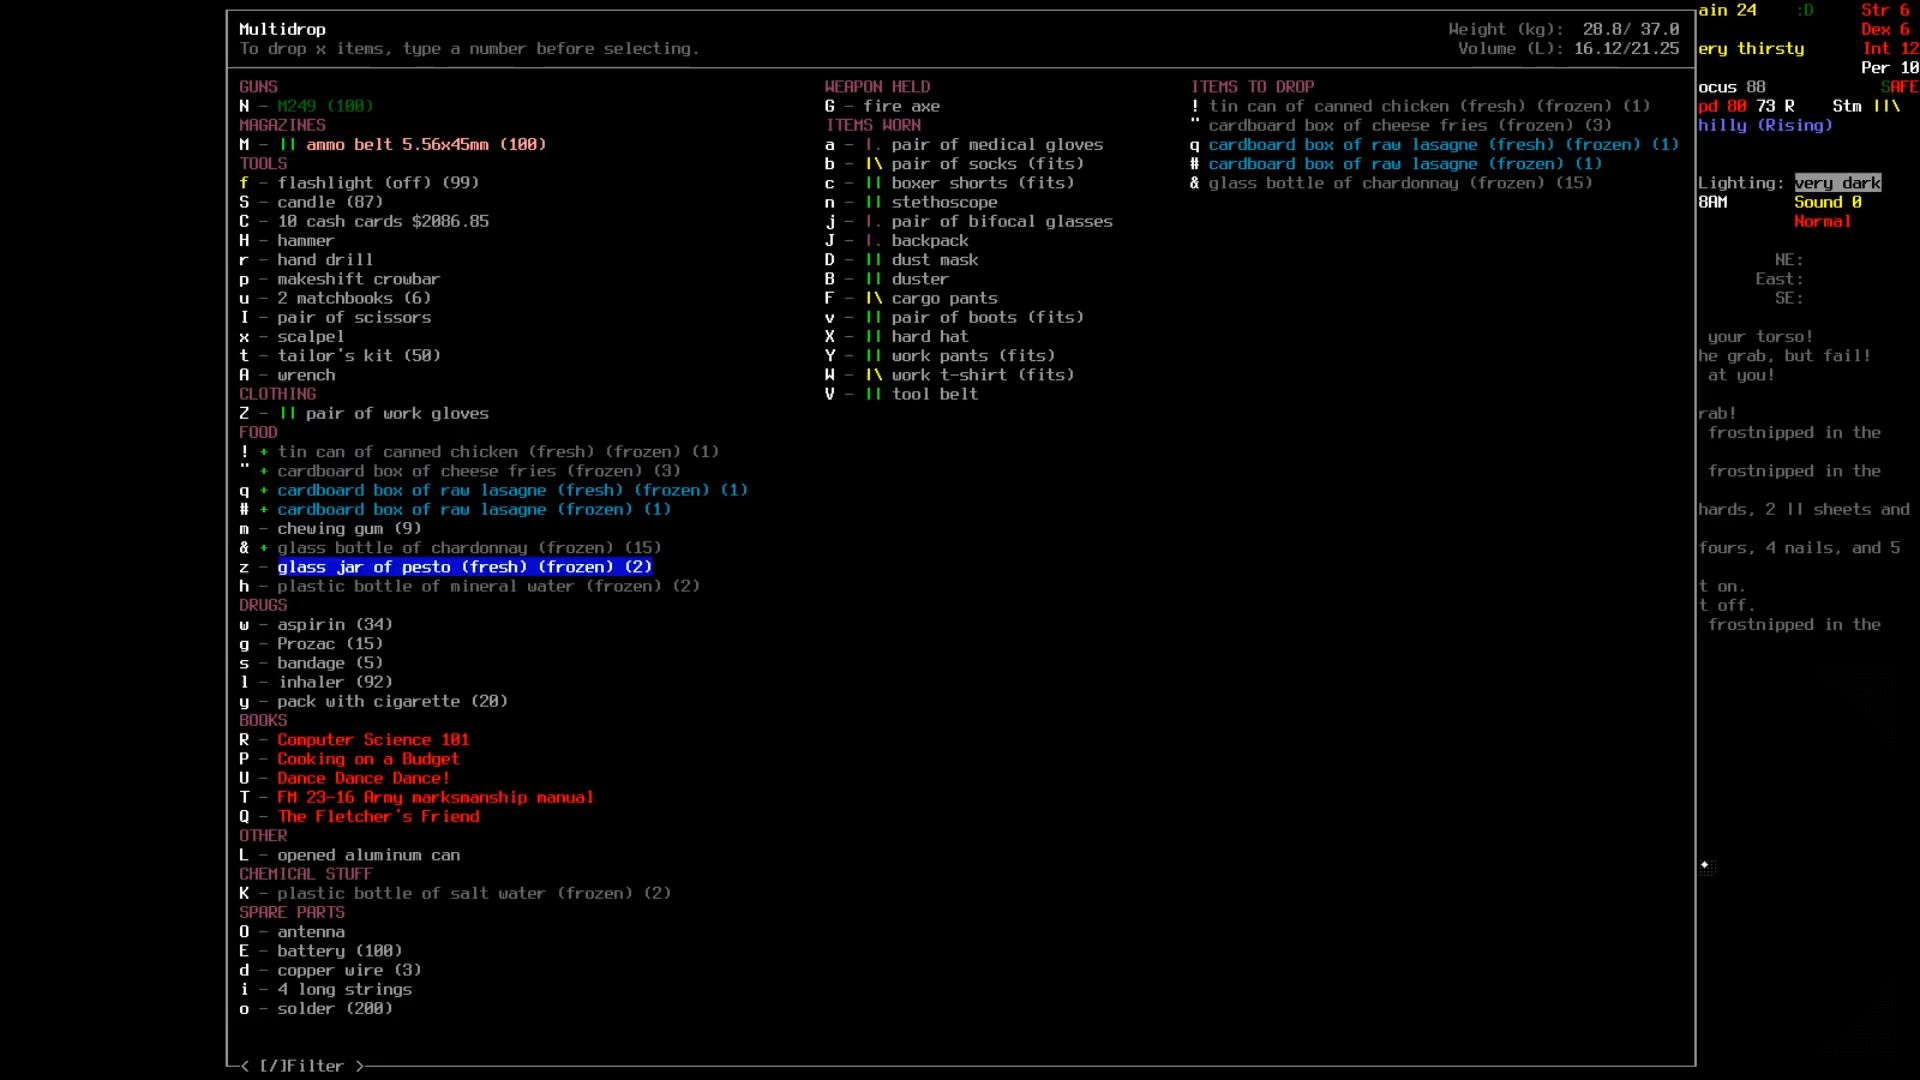 Multidrop
To drop x items, type a number before selecting.
Weight (kg): 28.8/ 37.0
Volume (L): 16.12/21.25
GUNS
N - M249 (100)
MAGAZINES
M - || ammo belt 5.56x45mm (100)
TOOLS
f - flashlight (off) (99)
S - candle (87)
C - 10 cash cards $2086.85
H - hammer
r - hand drill
p - makeshift crowbar
u - 2 matchbooks (6)
I - pair of scissors
x - scalpel
t - tailor's kit (50)
A - wrench
CLOTHING
Z - || pair of work gloves
FOOD
! + tin can of canned chicken (fresh) (frozen) (1)
" + cardboard box of cheese fries (frozen) (3)
q + cardboard box of raw lasagne (fresh) (frozen) (1)
# + cardboard box of raw lasagne (frozen) (1)
m - chewing gum (9)
& + glass bottle of chardonnay (frozen) (15)
z - glass jar of pesto (fresh) (frozen) (2)
h - plastic bottle of mineral water (frozen) (2)
DRUGS
w - aspirin (34)
g - Prozac (15)
s - bandage (5)
l - inhaler (92)
y - pack with cigarette (20)
BOOKS
R - Computer Science 101
P - Cooking on a Budget
U - Dance Dance Dance!
T - FM 23-16 Army marksmanship manual
Q - The Fletcher's Friend
OTHER
L - opened aluminum can
CHEMICAL STUFF
K - plastic bottle of salt water (frozen) (2)
SPARE PARTS
O - antenna
E - battery (100)
d - copper wire (3)
i - 4 long strings
o - solder (200)
< [/]Filter >
WEAPON HELD
G - fire axe
ITEMS WORN
a - |. pair of medical gloves
b - |\ pair of socks (fits)
c - || boxer shorts (fits)
n - || stethoscope
j - |. pair of bifocal glasses
J - |. backpack
D - || dust mask
B - || duster
F - |\ cargo pants
v - || pair of boots (fits)
X - || hard hat
Y - || work pants (fits)
W - |\ work t-shirt (fits)
V - || tool belt
ITEMS TO DROP
! tin can of canned chicken (fresh) (frozen) (1)
" cardboard box of cheese fries (frozen) (3)
q cardboard box of raw lasagne (fresh) (frozen) (1)
# cardboard box of raw lasagne (frozen) (1)
& glass bottle of chardonnay (frozen) (15)
ain 24 :D Str 6
Dex 6
ery thirsty Int 12
Per 10
ocus 88 SAFE
pd 80 73 R Stm ||\
hilly (Rising)
Lighting: very dark
8AM Sound 0
Normal
NE:
East:
SE:
your torso!
he grab, but fail!
at you!
rab!
frostnipped in the
frostnipped in the
hards, 2 || sheets and
fours, 4 nails, and 5
t on.
t off.
frostnipped in the